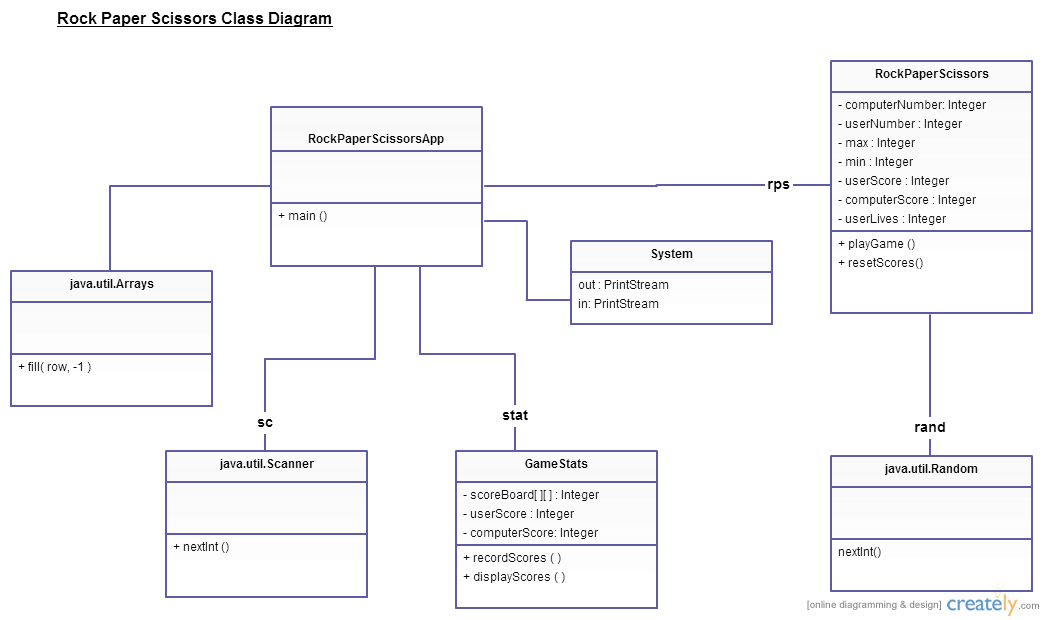 Rock Paper Scissors Class Diagram
RockPaperScissorsApp
+ main ()
rps
RockPaperScissors
- computerNumber: Integer
- userNumber : Integer
- max : Integer
- min : Integer
- userScore : Integer
- computerScore : Integer
- userLives : Integer
+ playGame ()
+ resetScores()
System
out : PrintStream
in: PrintStream
java.util.Arrays
+ fill( row, -1 )
sc
java.util.Scanner
+ nextInt ()
stat
GameStats
- scoreBoard[ ][ ] : Integer
- userScore : Integer
- computerScore: Integer
+ recordScores ( )
+ displayScores ( )
rand
java.util.Random
nextInt()
[online diagramming & design] creately.com